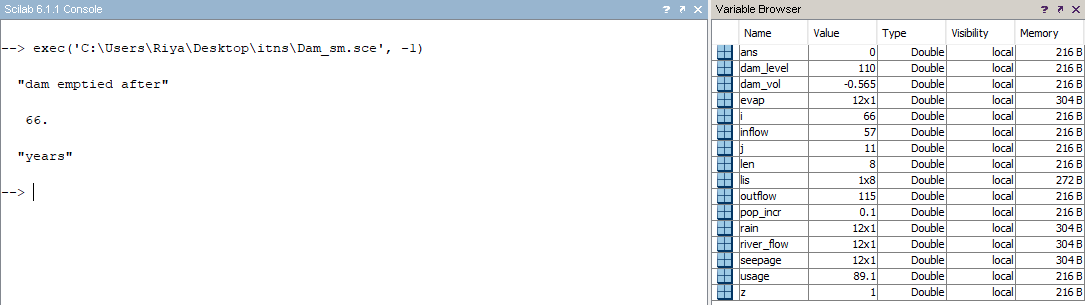 Scilab 6.1.1 Console
--> exec('C:\Users\Riya\Desktop\itns\Dam_sm.sce', -1)
"dam emptied after"
66.
"years"
-->
Variable Browser
Name Value Type Visibility Memory
ans 0 Double local 216 B
dam_level 110 Double local 216 B
dam_vol -0.565 Double local 216 B
evap 12x1 Double local 304 B
i 66 Double local 216 B
inflow 57 Double local 216 B
j 11 Double local 216 B
len 8 Double local 216 B
lis 1x8 Double local 272 B
outflow 115 Double local 216 B
pop_incr 0.1 Double local 216 B
rain 12x1 Double local 304 B
river_flow 12x1 Double local 304 B
seepage 12x1 Double local 304 B
usage 89.1 Double local 216 B
z 1 Double local 216 B